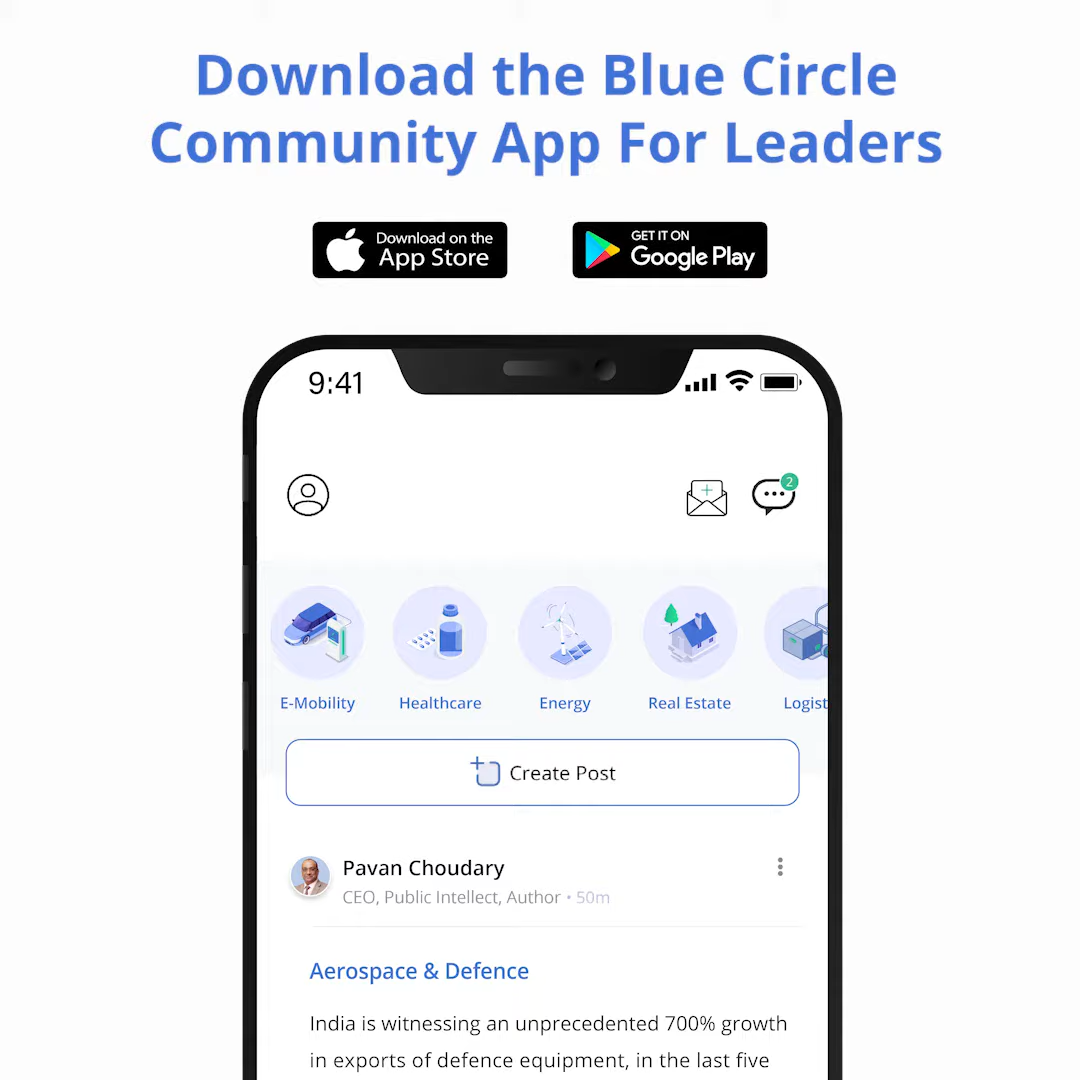 Download the Blue Circle
Community App For Leaders
Download on the
App Store
GET IT ON
Google Play
9:41
2
E-Mobility
Healthcare
Energy
Real Estate
Logist
Create Post
Pavan Choudary
CEO, Public Intellect, Author • 50m
Aerospace & Defence
India is witnessing an unprecedented 700% growth
in exports of defence equipment, in the last five